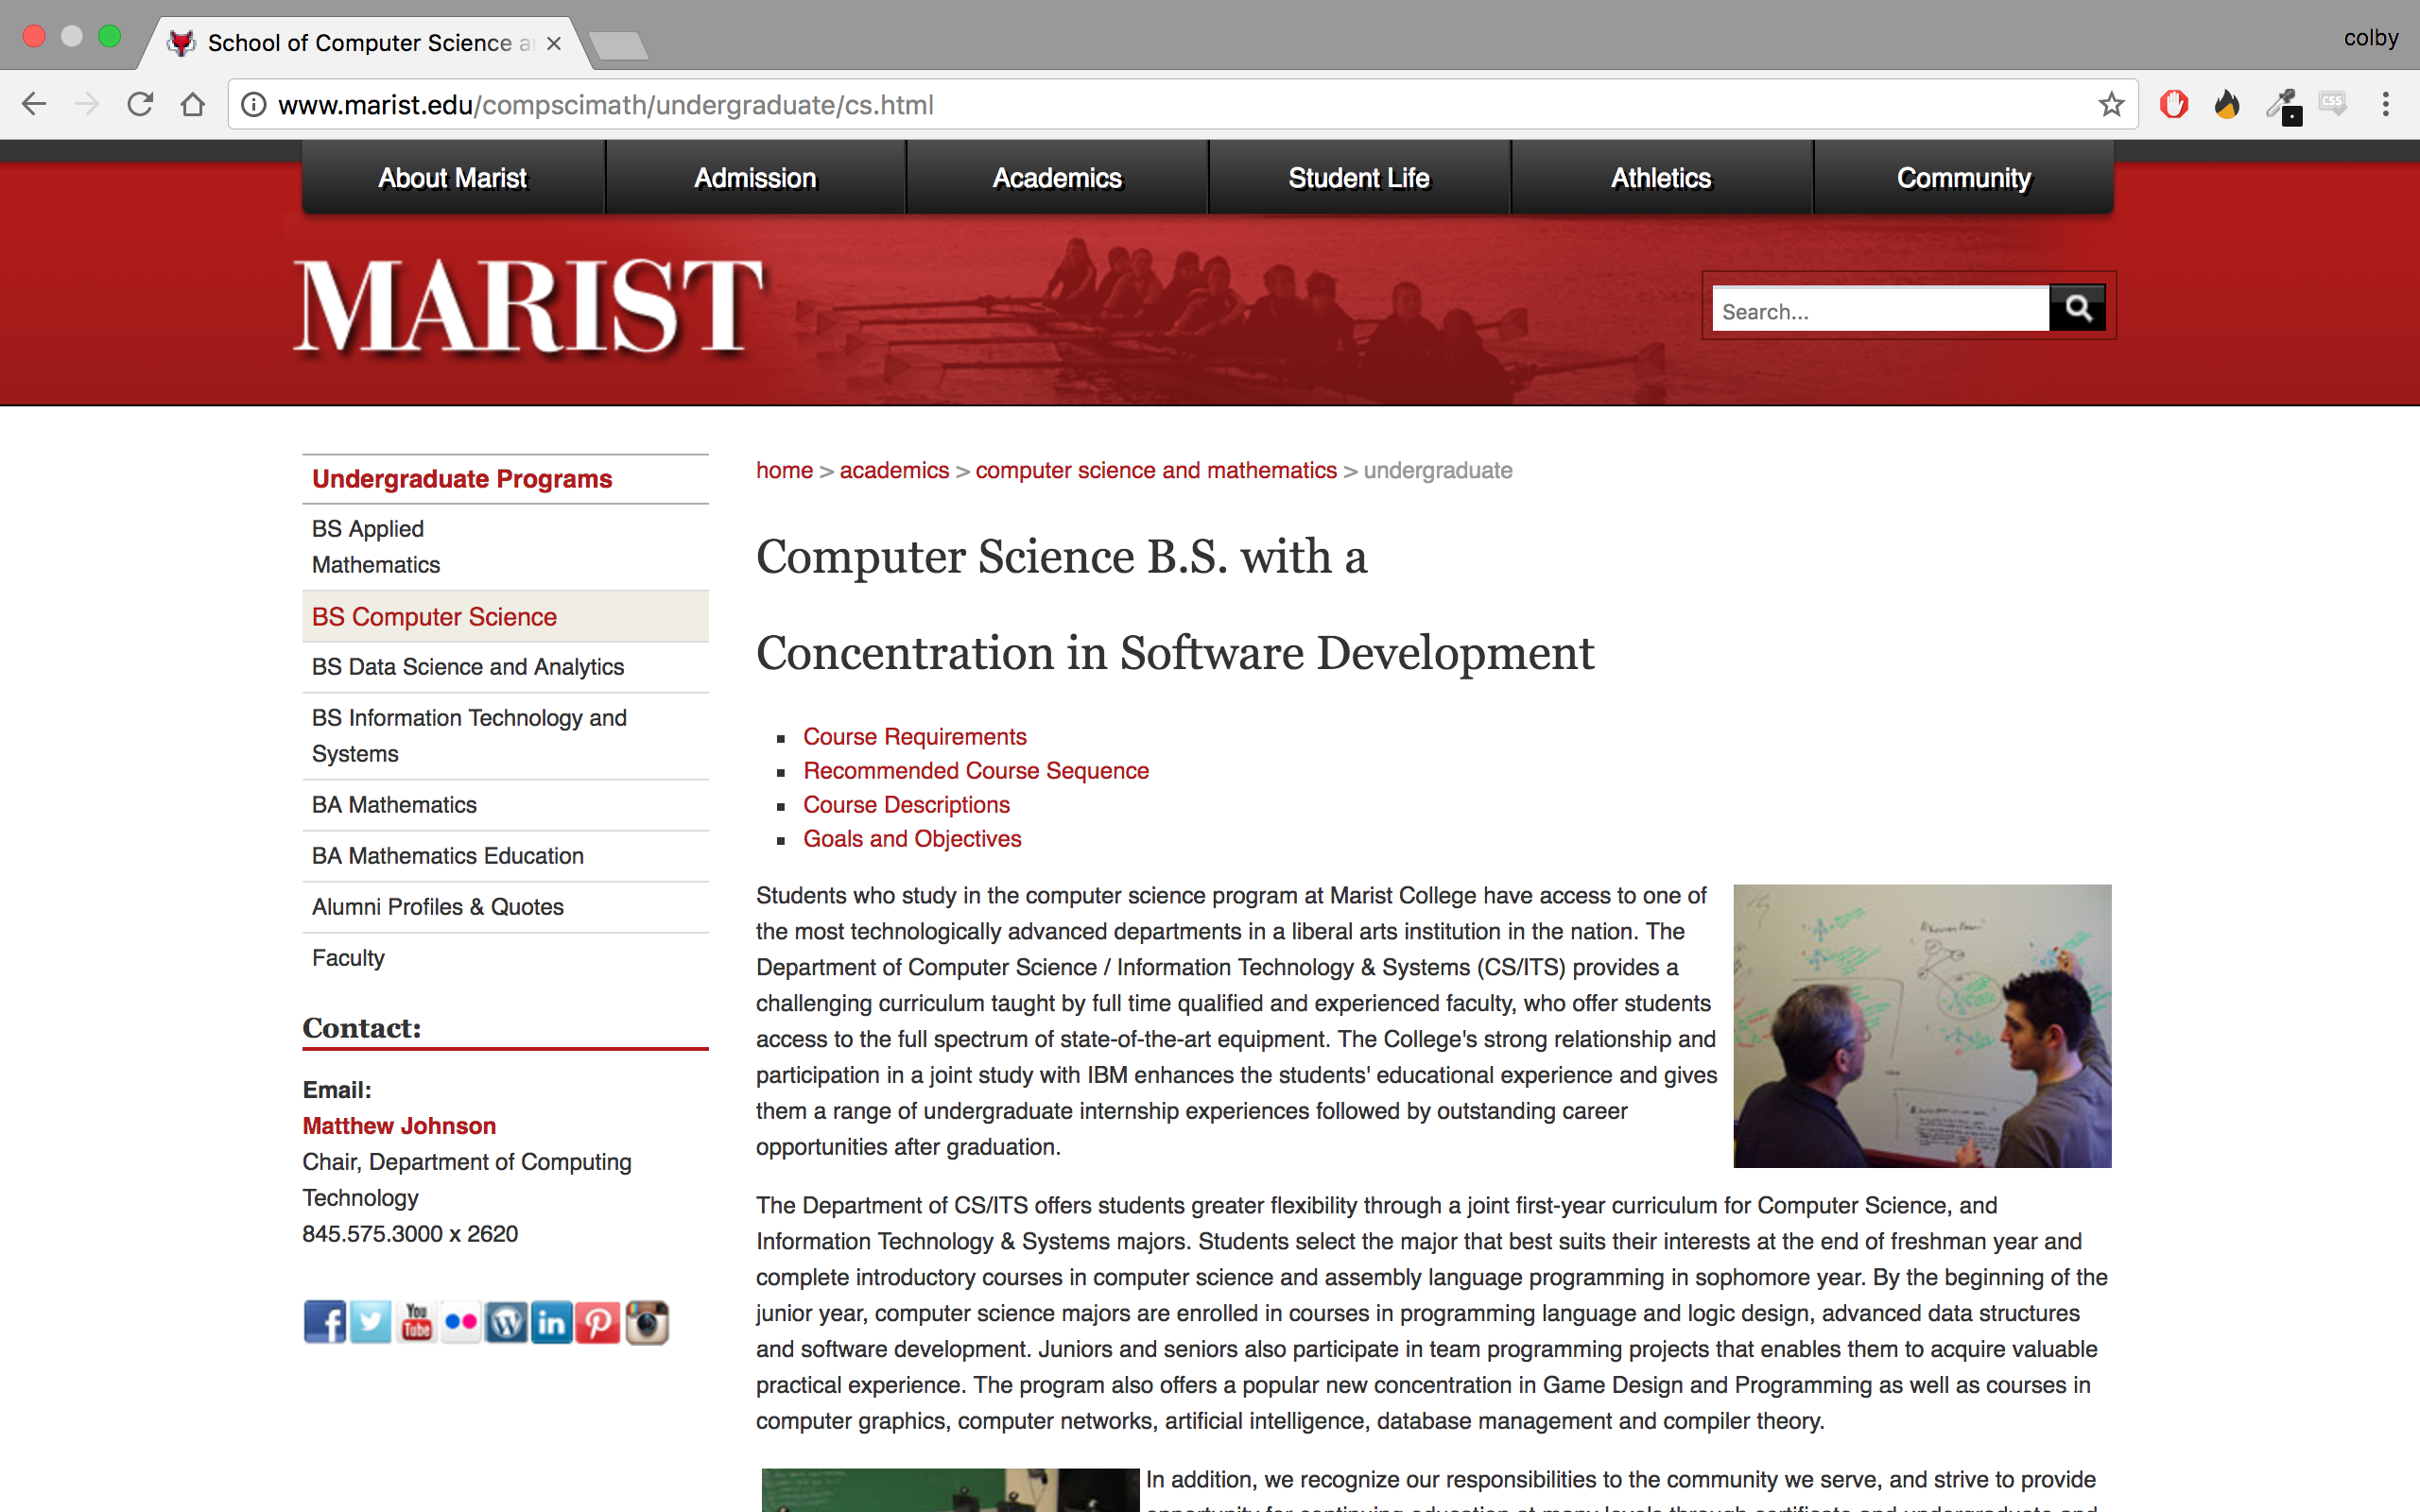 School of Computer Science a
colby
www.marist.edu/compscimath/undergraduate/cs.html
About Marist
Admission
Academics
Student Life
Athletics
Community
MARIST
Search...
Undergraduate Programs
BS Applied
Mathematics
BS Computer Science
BS Data Science and Analytics
BS Information Technology and
Systems
BA Mathematics
BA Mathematics Education
Alumni Profiles & Quotes
Faculty
Contact:
Email:
Matthew Johnson
Chair, Department of Computing
Technology
845.575.3000 x 2620
You
Tube
home > academics > computer science and mathematics > undergraduate
Computer Science B.S. with a
Concentration in Software Development
Course Requirements
Recommended Course Sequence
Course Descriptions
Goals and Objectives
Students who study in the computer science program at Marist College have access to one of
the most technologically advanced departments in a liberal arts institution in the nation. The
Department of Computer Science / Information Technology & Systems (CS/ITS) provides a
challenging curriculum taught by full time qualified and experienced faculty, who offer students
access to the full spectrum of state-of-the-art equipment. The College's strong relationship and
participation in a joint study with IBM enhances the students' educational experience and gives
them a range of undergraduate internship experiences followed by outstanding career
opportunities after graduation.
The Department of CS/ITS offers students greater flexibility through a joint first-year curriculum for Computer Science, and
Information Technology & Systems majors. Students select the major that best suits their interests at the end of freshman year and
complete introductory courses in computer science and assembly language programming in sophomore year. By the beginning of the
junior year, computer science majors are enrolled in courses in programming language and logic design, advanced data structures
and software development. Juniors and seniors also participate in team programming projects that enables them to acquire valuable
practical experience. The program also offers a popular new concentration in Game Design and Programming as well as courses in
computer graphics, computer networks, artificial intelligence, database management and compiler theory.
In addition, we recognize our responsibilities to the community we serve, and strive to provide